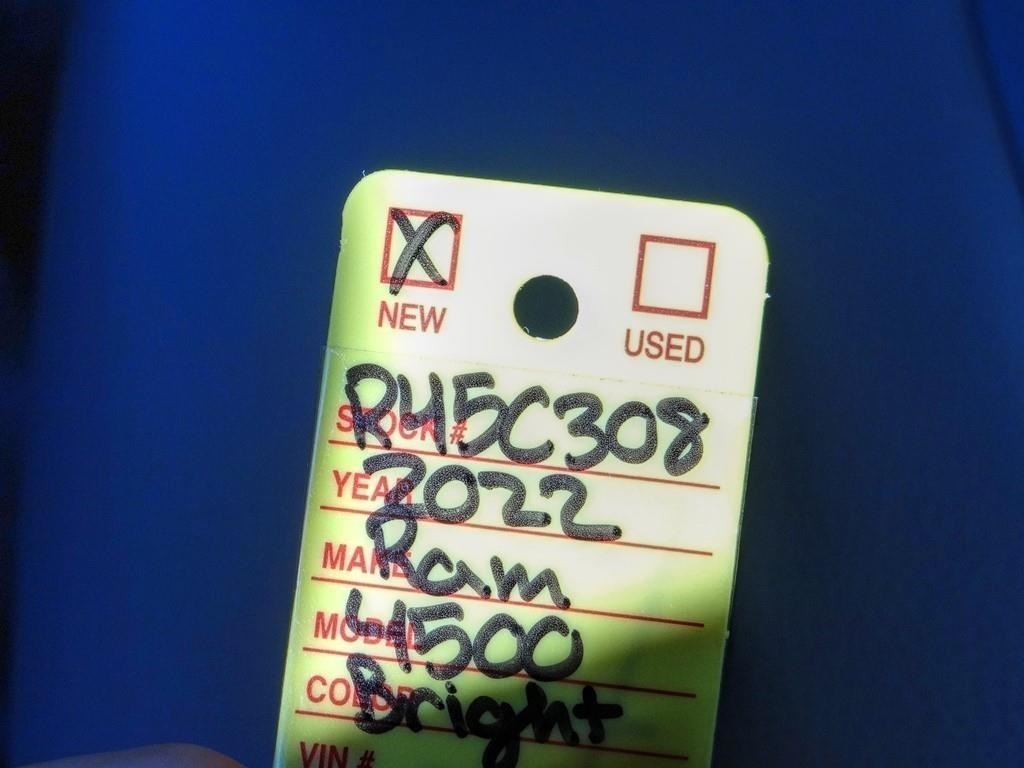 X
NEW USED
STOCK # R45C308
YEAR 2022
MAKE Ram
MODEL 4500
COLOR Bright
VIN #